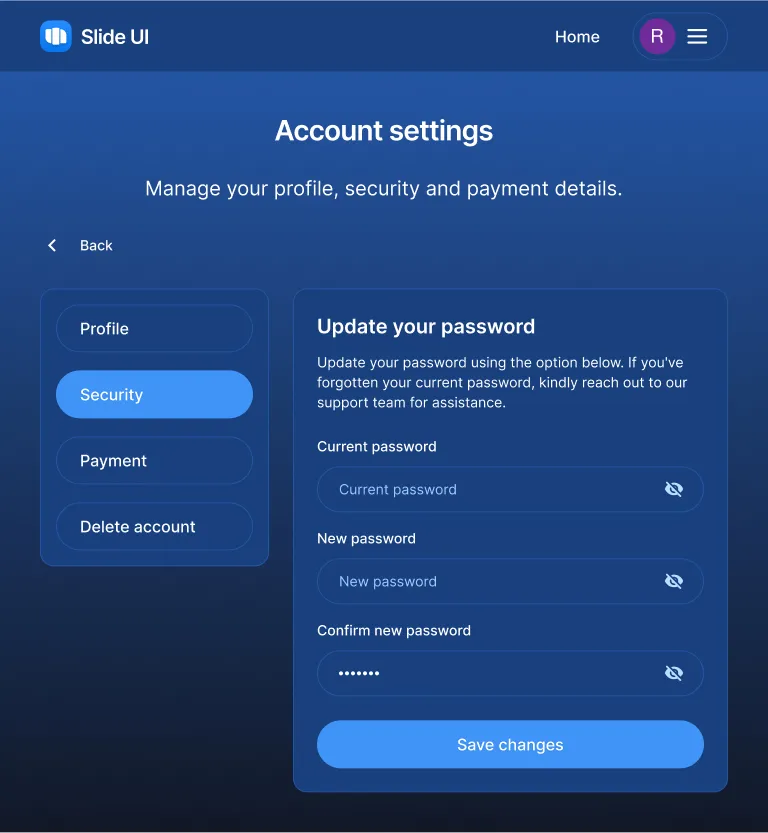 Slide UI
Home
R
Account settings
Manage your profile, security and payment details.
Back
Profile
Security
Payment
Delete account
Update your password
Update your password using the option below. If you've
forgotten your current password, kindly reach out to our
support team for assistance.
Current password
Current password
New password
New password
Confirm new password
•••••••
Save changes